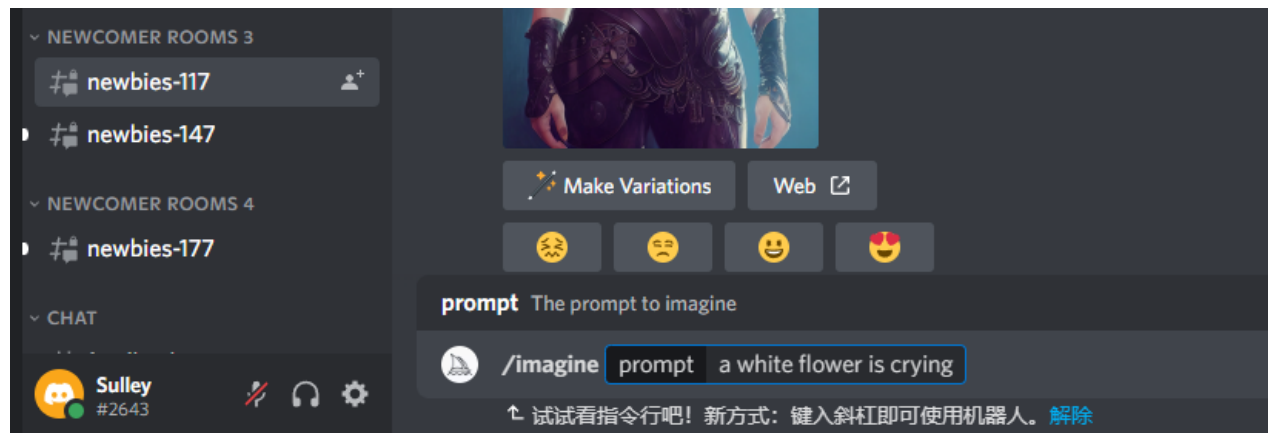 NEWCOMER ROOMS 3
newbies-117
newbies-147
NEWCOMER ROOMS 4
newbies-177
CHAT
Sulley
#2643
Make Variations
Web
prompt The prompt to imagine
/imagine prompt a white flower is crying
试试看指令行吧！新方式：键入斜杠即可使用机器人。解除